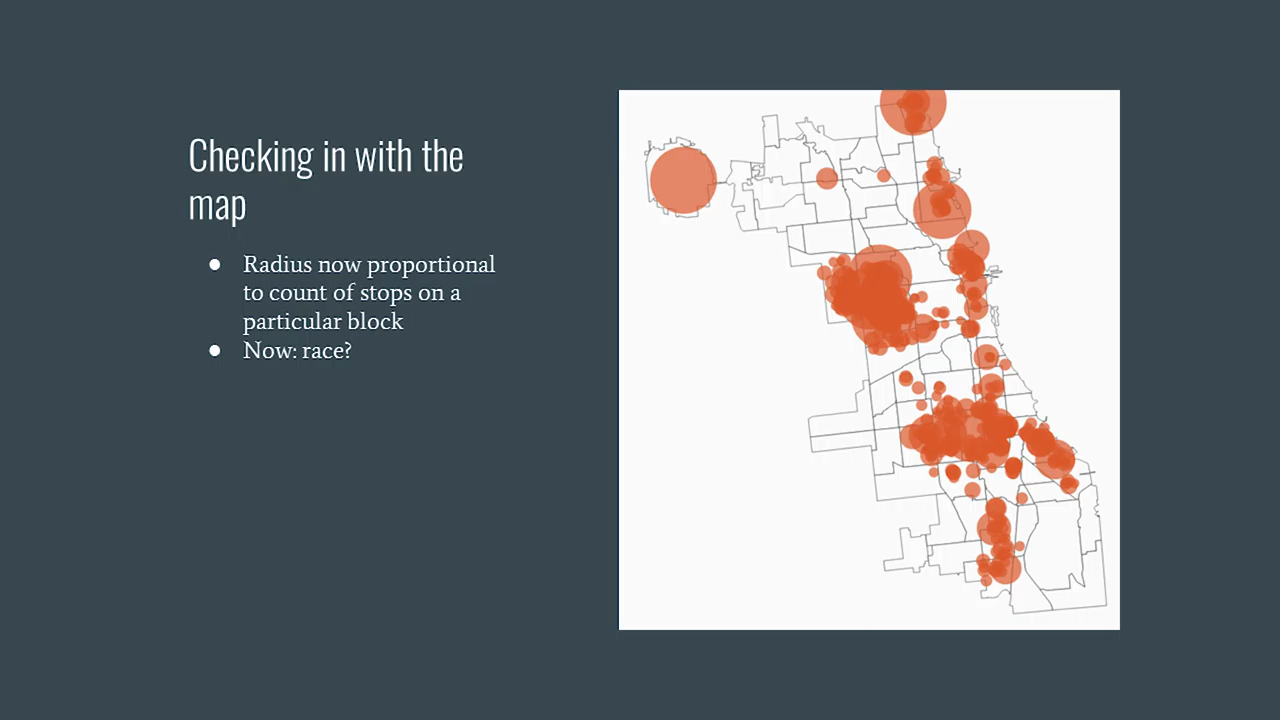 Checking in with the
map
● Radius now proportional
to count of stops on a
particular block
● Now: race?